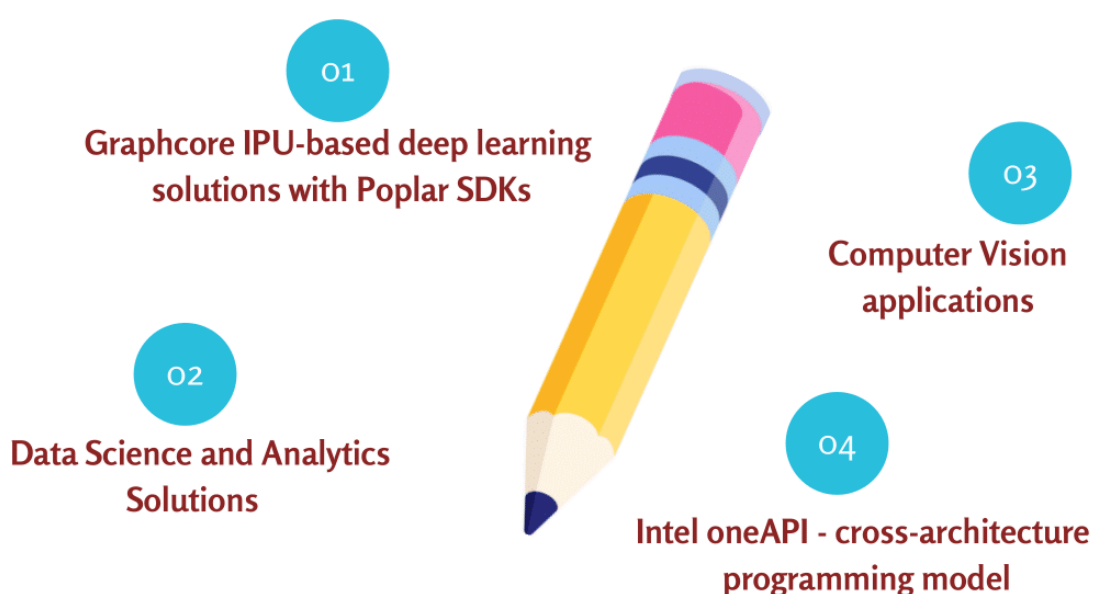 01
Graphcore IPU-based deep learning
solutions with Poplar SDKs
02
Data Science and Analytics
Solutions
03
Computer Vision
applications
04
Intel oneAPI - cross-architecture
programming model